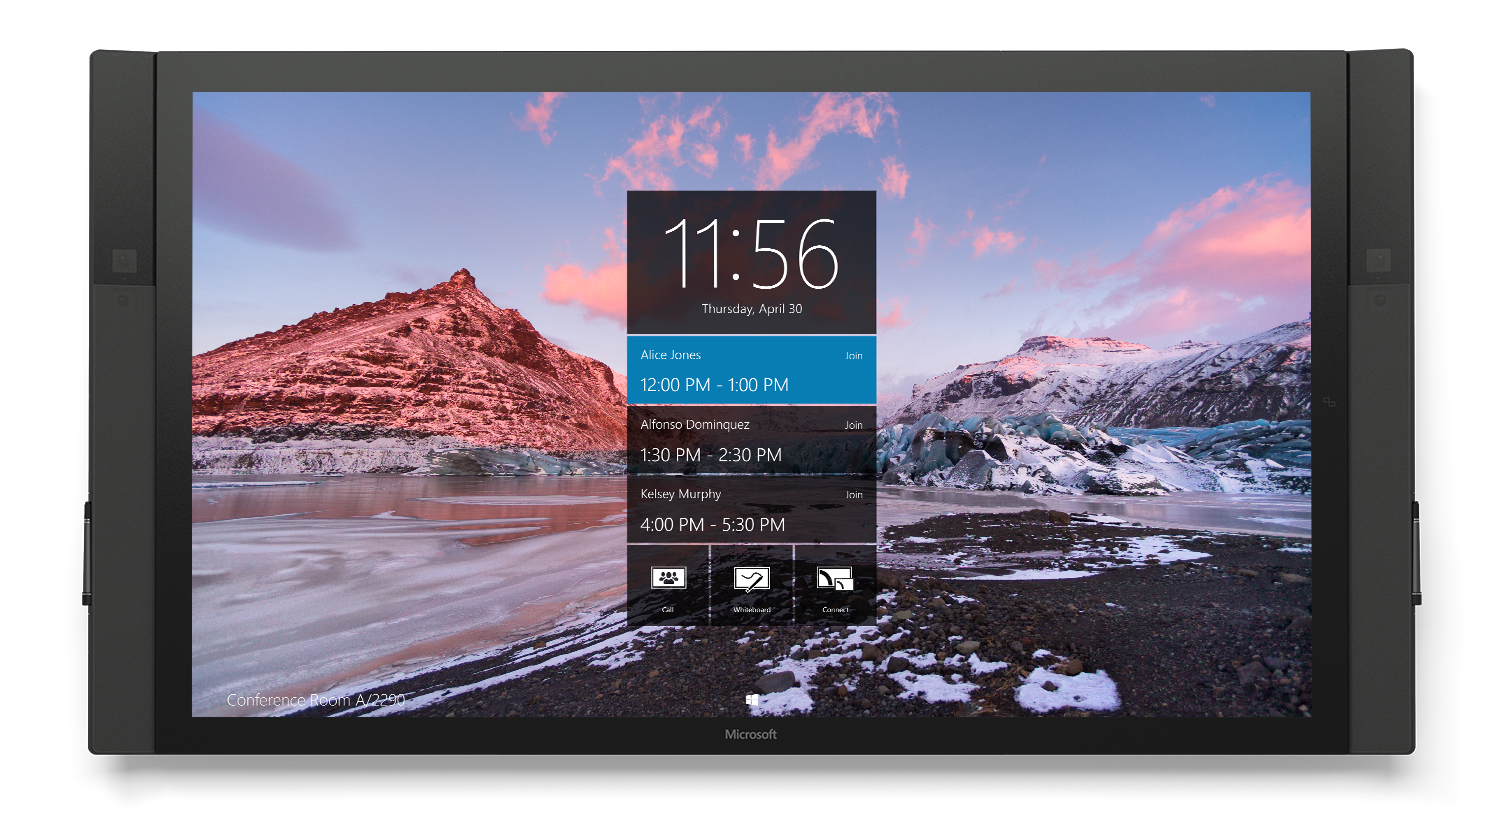 11:56
Thursday, April 30
Alice Jones Join
12:00 PM - 1:00 PM
Alfonso Dominquez Join
1:30 PM - 2:30 PM
Kelsey Murphy Join
4:00 PM - 5:30 PM
Call Whiteboard Connect
Conference Room A/2290
Microsoft